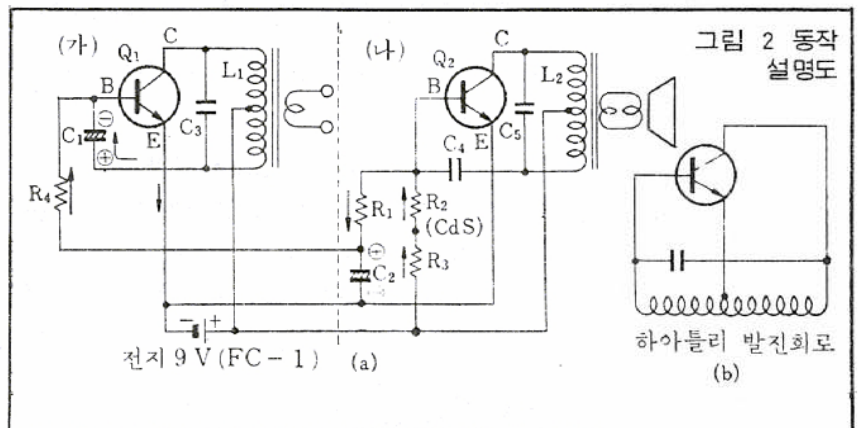 그림 2 동작
설명도
(가)
Q₁
C
B
E
C₁
⊖
⊕
C₃
L₁
R₄
(나)
Q₂
C
B
E
C₄
C₅
L₂
R₁
R₂
(CdS)
R₃
⊕
C₂
- +
전지 9 V (FC - 1)
(a)
하아틀리 발진회로
(b)